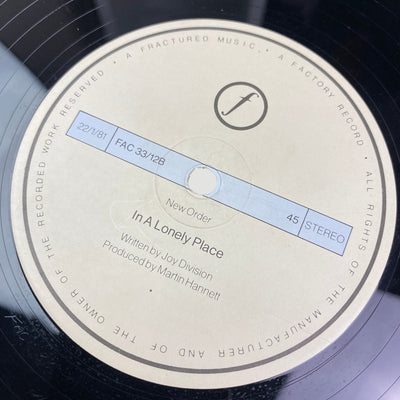 • A FRACTURED MUSIC. • A FACTORY RECORD • ALL RIGHTS OF THE MANUFACTURER AND OF THE OWNER OF THE RECORDED WORK RESERVED
f
22/1/81 FAC 33/12B 45 STEREO
New Order
In A Lonely Place
Written by Joy Division
Produced by Martin Hannett